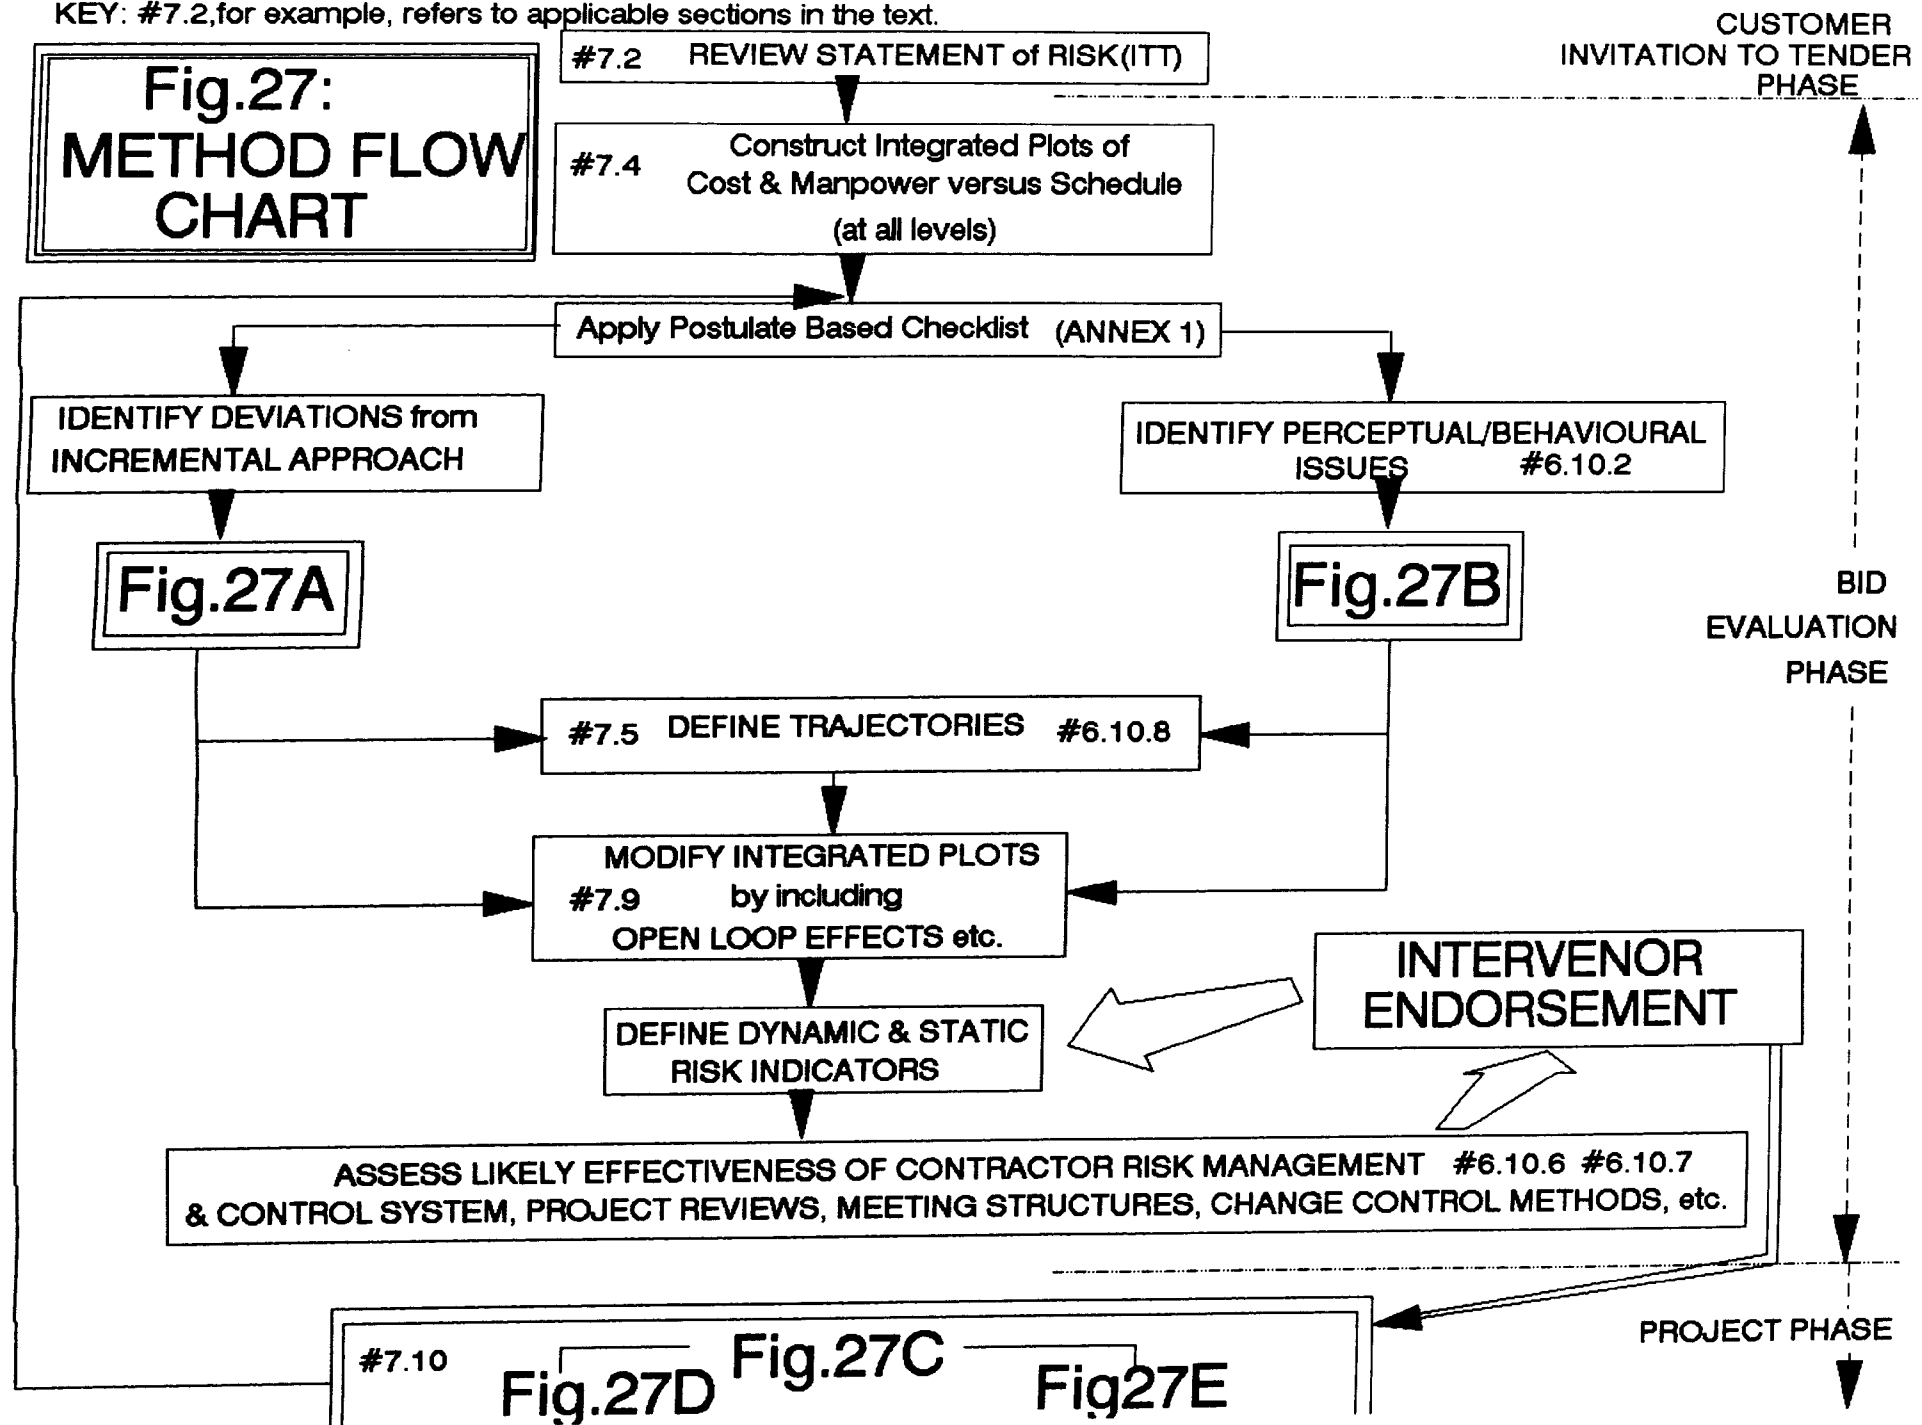 KEY: #7.2,for example, refers to applicable sections in the text.
CUSTOMER
INVITATION TO TENDER
PHASE
#7.2 REVIEW STATEMENT of RISK(ITT)
Fig.27:
METHOD FLOW
CHART
#7.4 Construct Integrated Plots of
Cost & Manpower versus Schedule
(at all levels)
Apply Postulate Based Checklist (ANNEX 1)
IDENTIFY DEVIATIONS from
INCREMENTAL APPROACH
IDENTIFY PERCEPTUAL/BEHAVIOURAL
ISSUES #6.10.2
Fig.27A
Fig.27B
BID
EVALUATION
PHASE
#7.5 DEFINE TRAJECTORIES #6.10.8
MODIFY INTEGRATED PLOTS
#7.9 by including
OPEN LOOP EFFECTS etc.
INTERVENOR
ENDORSEMENT
DEFINE DYNAMIC & STATIC
RISK INDICATORS
ASSESS LIKELY EFFECTIVENESS OF CONTRACTOR RISK MANAGEMENT #6.10.6 #6.10.7
& CONTROL SYSTEM, PROJECT REVIEWS, MEETING STRUCTURES, CHANGE CONTROL METHODS, etc.
PROJECT PHASE
#7.10 Fig.27C
Fig.27D Fig27E